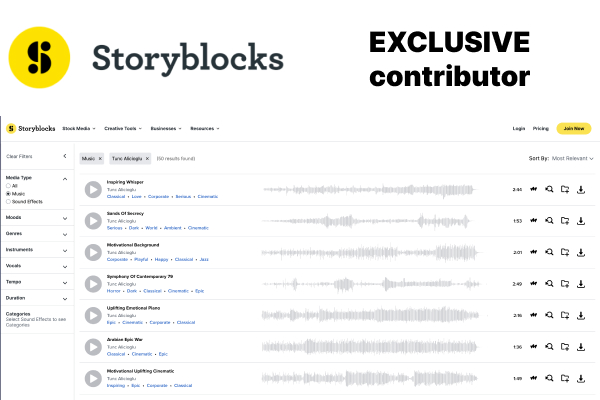 Storyblocks
EXCLUSIVE
contributor
Storyblocks
Stock Media
Creative Tools
Businesses
Resources
Login
Pricing
Join Now
Clear Filters
Music ×
Tunc Alicioglu ×
(50 results found)
Sort By: Most Relevant
Media Type
All
Music
Sound Effects
Moods
Genres
Instruments
Vocals
Tempo
Duration
Categories
Select Sound Effects to see
Categories
Inspiring Whisper
Tunc Alicioglu
Classical • Love • Corporate • Serious • Cinematic
2:44
Sands Of Secrecy
Tunc Alicioglu
Serious • Dark • World • Ambient • Cinematic
1:53
Motivational Background
Tunc Alicioglu
Corporate • Playful • Happy • Classical • Jazz
2:01
Symphony Of Contemporary 79
Tunc Alicioglu
Horror • Dark • Classical • Cinematic • Epic
2:49
Uplifting Emotional Piano
Tunc Alicioglu
Epic • Cinematic • Corporate • Classical
2:16
Arabian Epic War
Tunc Alicioglu
Classical • Cinematic • Epic
1:36
Motivational Uplifting Cinematic
Tunc Alicioglu
Inspiring • Epic • Corporate • Classical
1:49